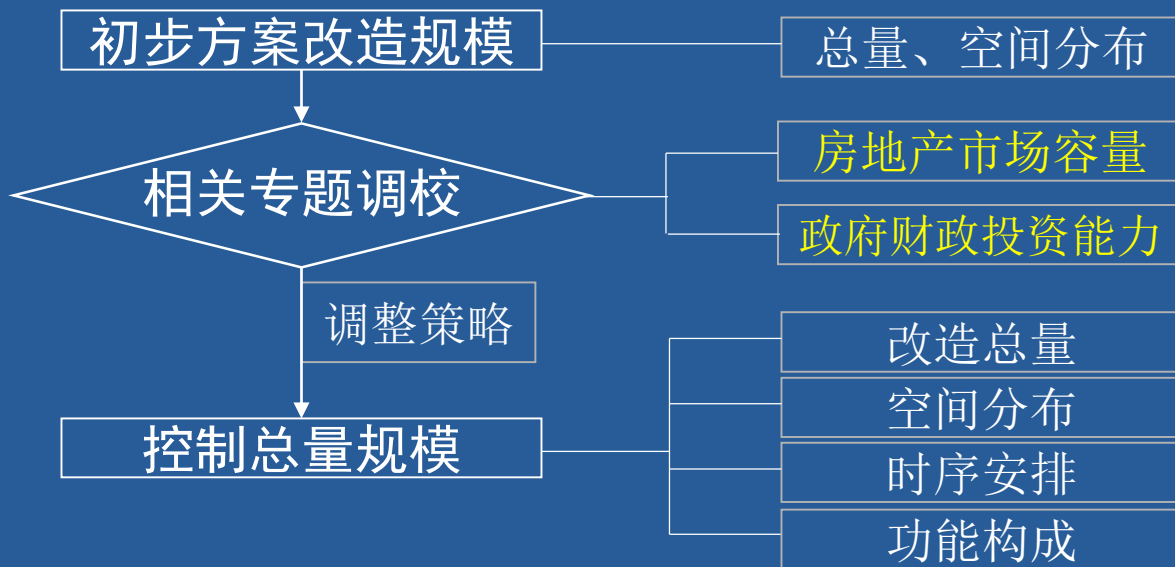 初步方案改造规模
总量、空间分布
房地产市场容量
相关专题调校
政府财政投资能力
调整策略
改造总量
空间分布
控制总量规模
时序安排
功能构成